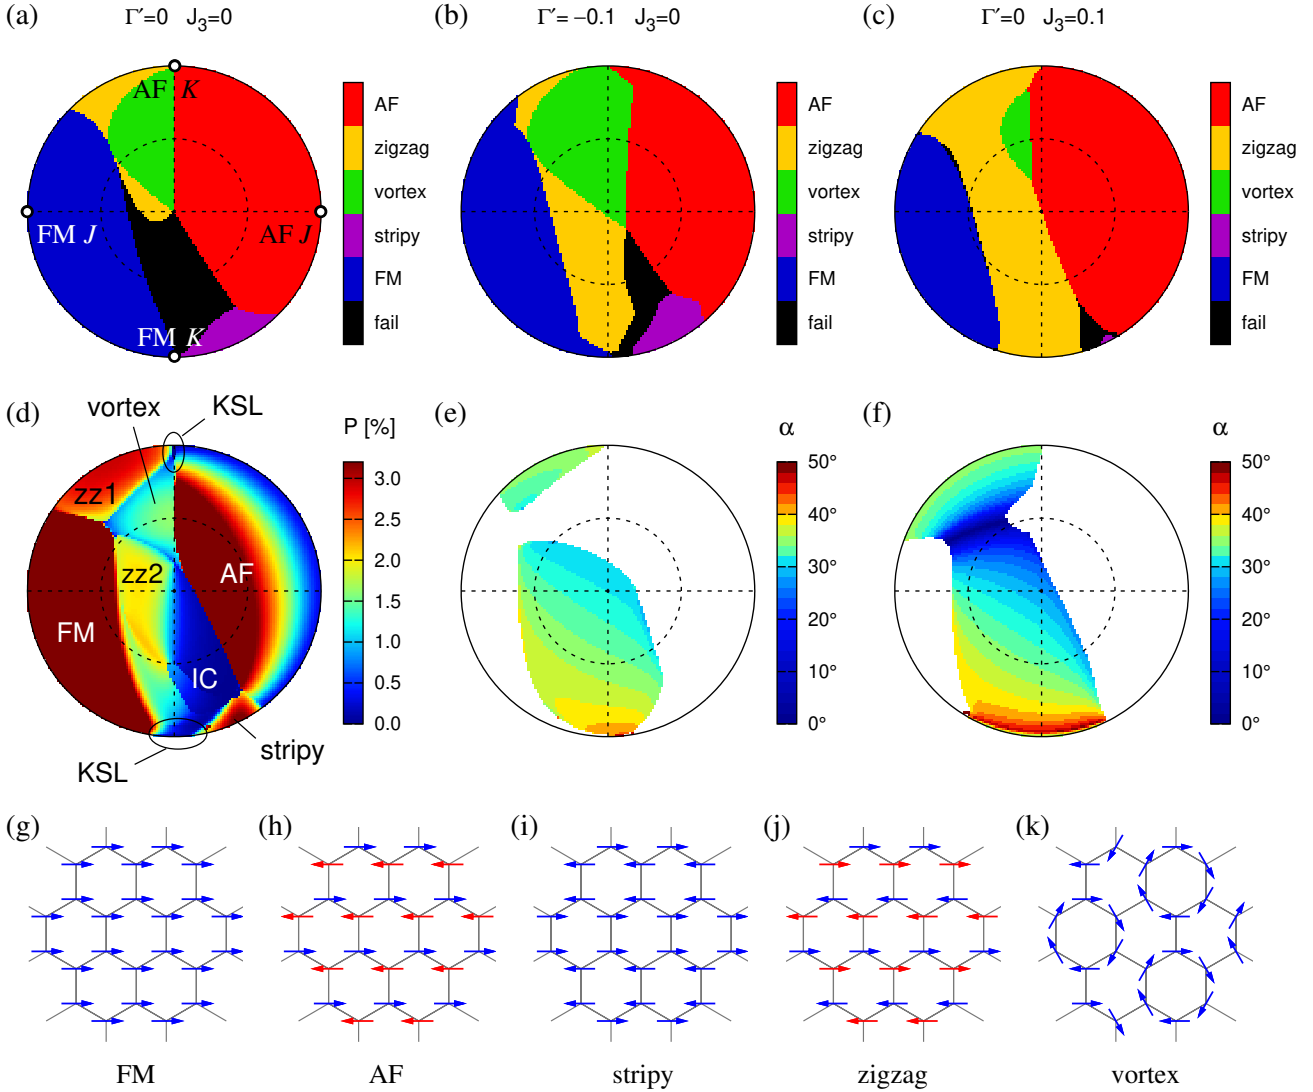 (a) Γ′=0 J₃=0
AF K
FM J
AF J
FM K
AF
zigzag
vortex
stripy
FM
fail
(b) Γ′= −0.1 J₃=0
AF
zigzag
vortex
stripy
FM
fail
(c) Γ′=0 J₃=0.1
AF
zigzag
vortex
stripy
FM
fail
(d) vortex KSL P [%]
zz1
zz2
AF
FM
IC
KSL
stripy
3.0
2.5
2.0
1.5
1.0
0.5
0.0
(e) α
50°
40°
30°
20°
10°
0°
(f) α
50°
40°
30°
20°
10°
0°
(g) (h) (i) (j) (k)
FM AF stripy zigzag vortex